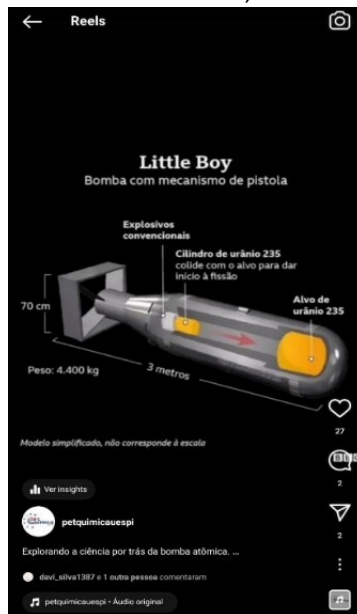 Reels
Little Boy
Bomba com mecanismo de pistola
Explosivos
convencionais
Cilindro de urânio 235
colide com o alvo para dar
início à fissão
Alvo de
urânio 235
70 cm
Peso: 4.400 kg
3 metros
Modelo simplificado, não corresponde à escala
27
2
2
Ver insights
petquimicauespi
Explorando a ciência por trás da bomba atômica. ...
davi_silva1387 e 1 outra pessoa comentaram
petquimicauespi • Áudio original